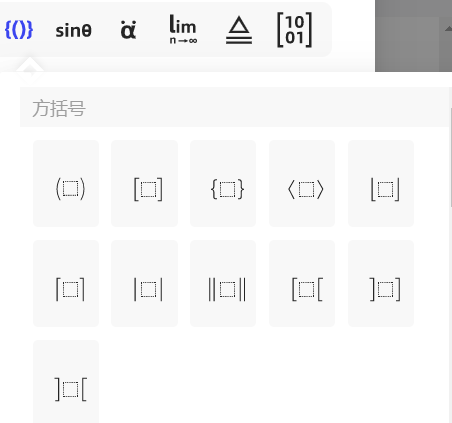 {()} sinθ α̈ lim n→∞ ≜ [10 01]
方括号
(□) [□] {□} 〈□〉 ⌊□⌋
⌈□⌉ |□| ‖□‖ [□[ ]□]
]□[